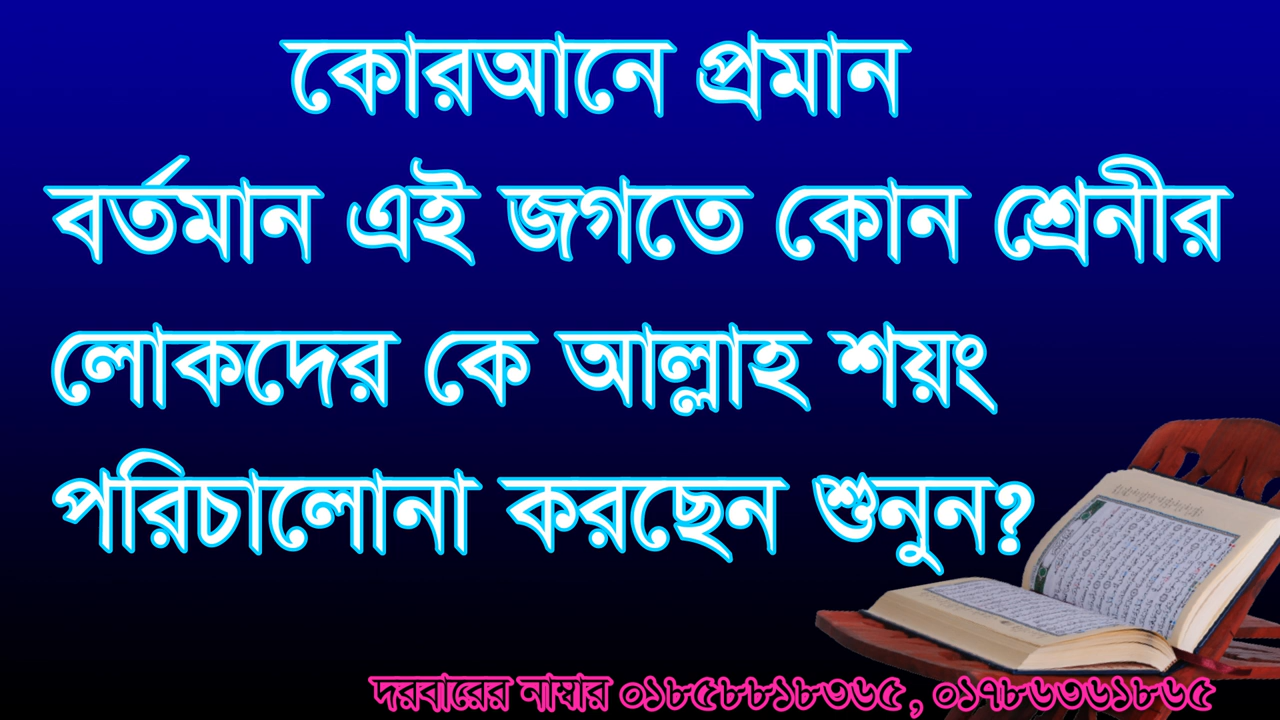 কোরআনে প্রমান
বর্তমান এই জগতে কোন শ্রেনীর
লোকদের কে আল্লাহ শয়ং
পরিচালোনা করছেন শুনুন?
দরবারের নাম্বার ০১৮৫৮৮১৮৩৬৫, ০১৭৮৬৩৬১৮৬৫